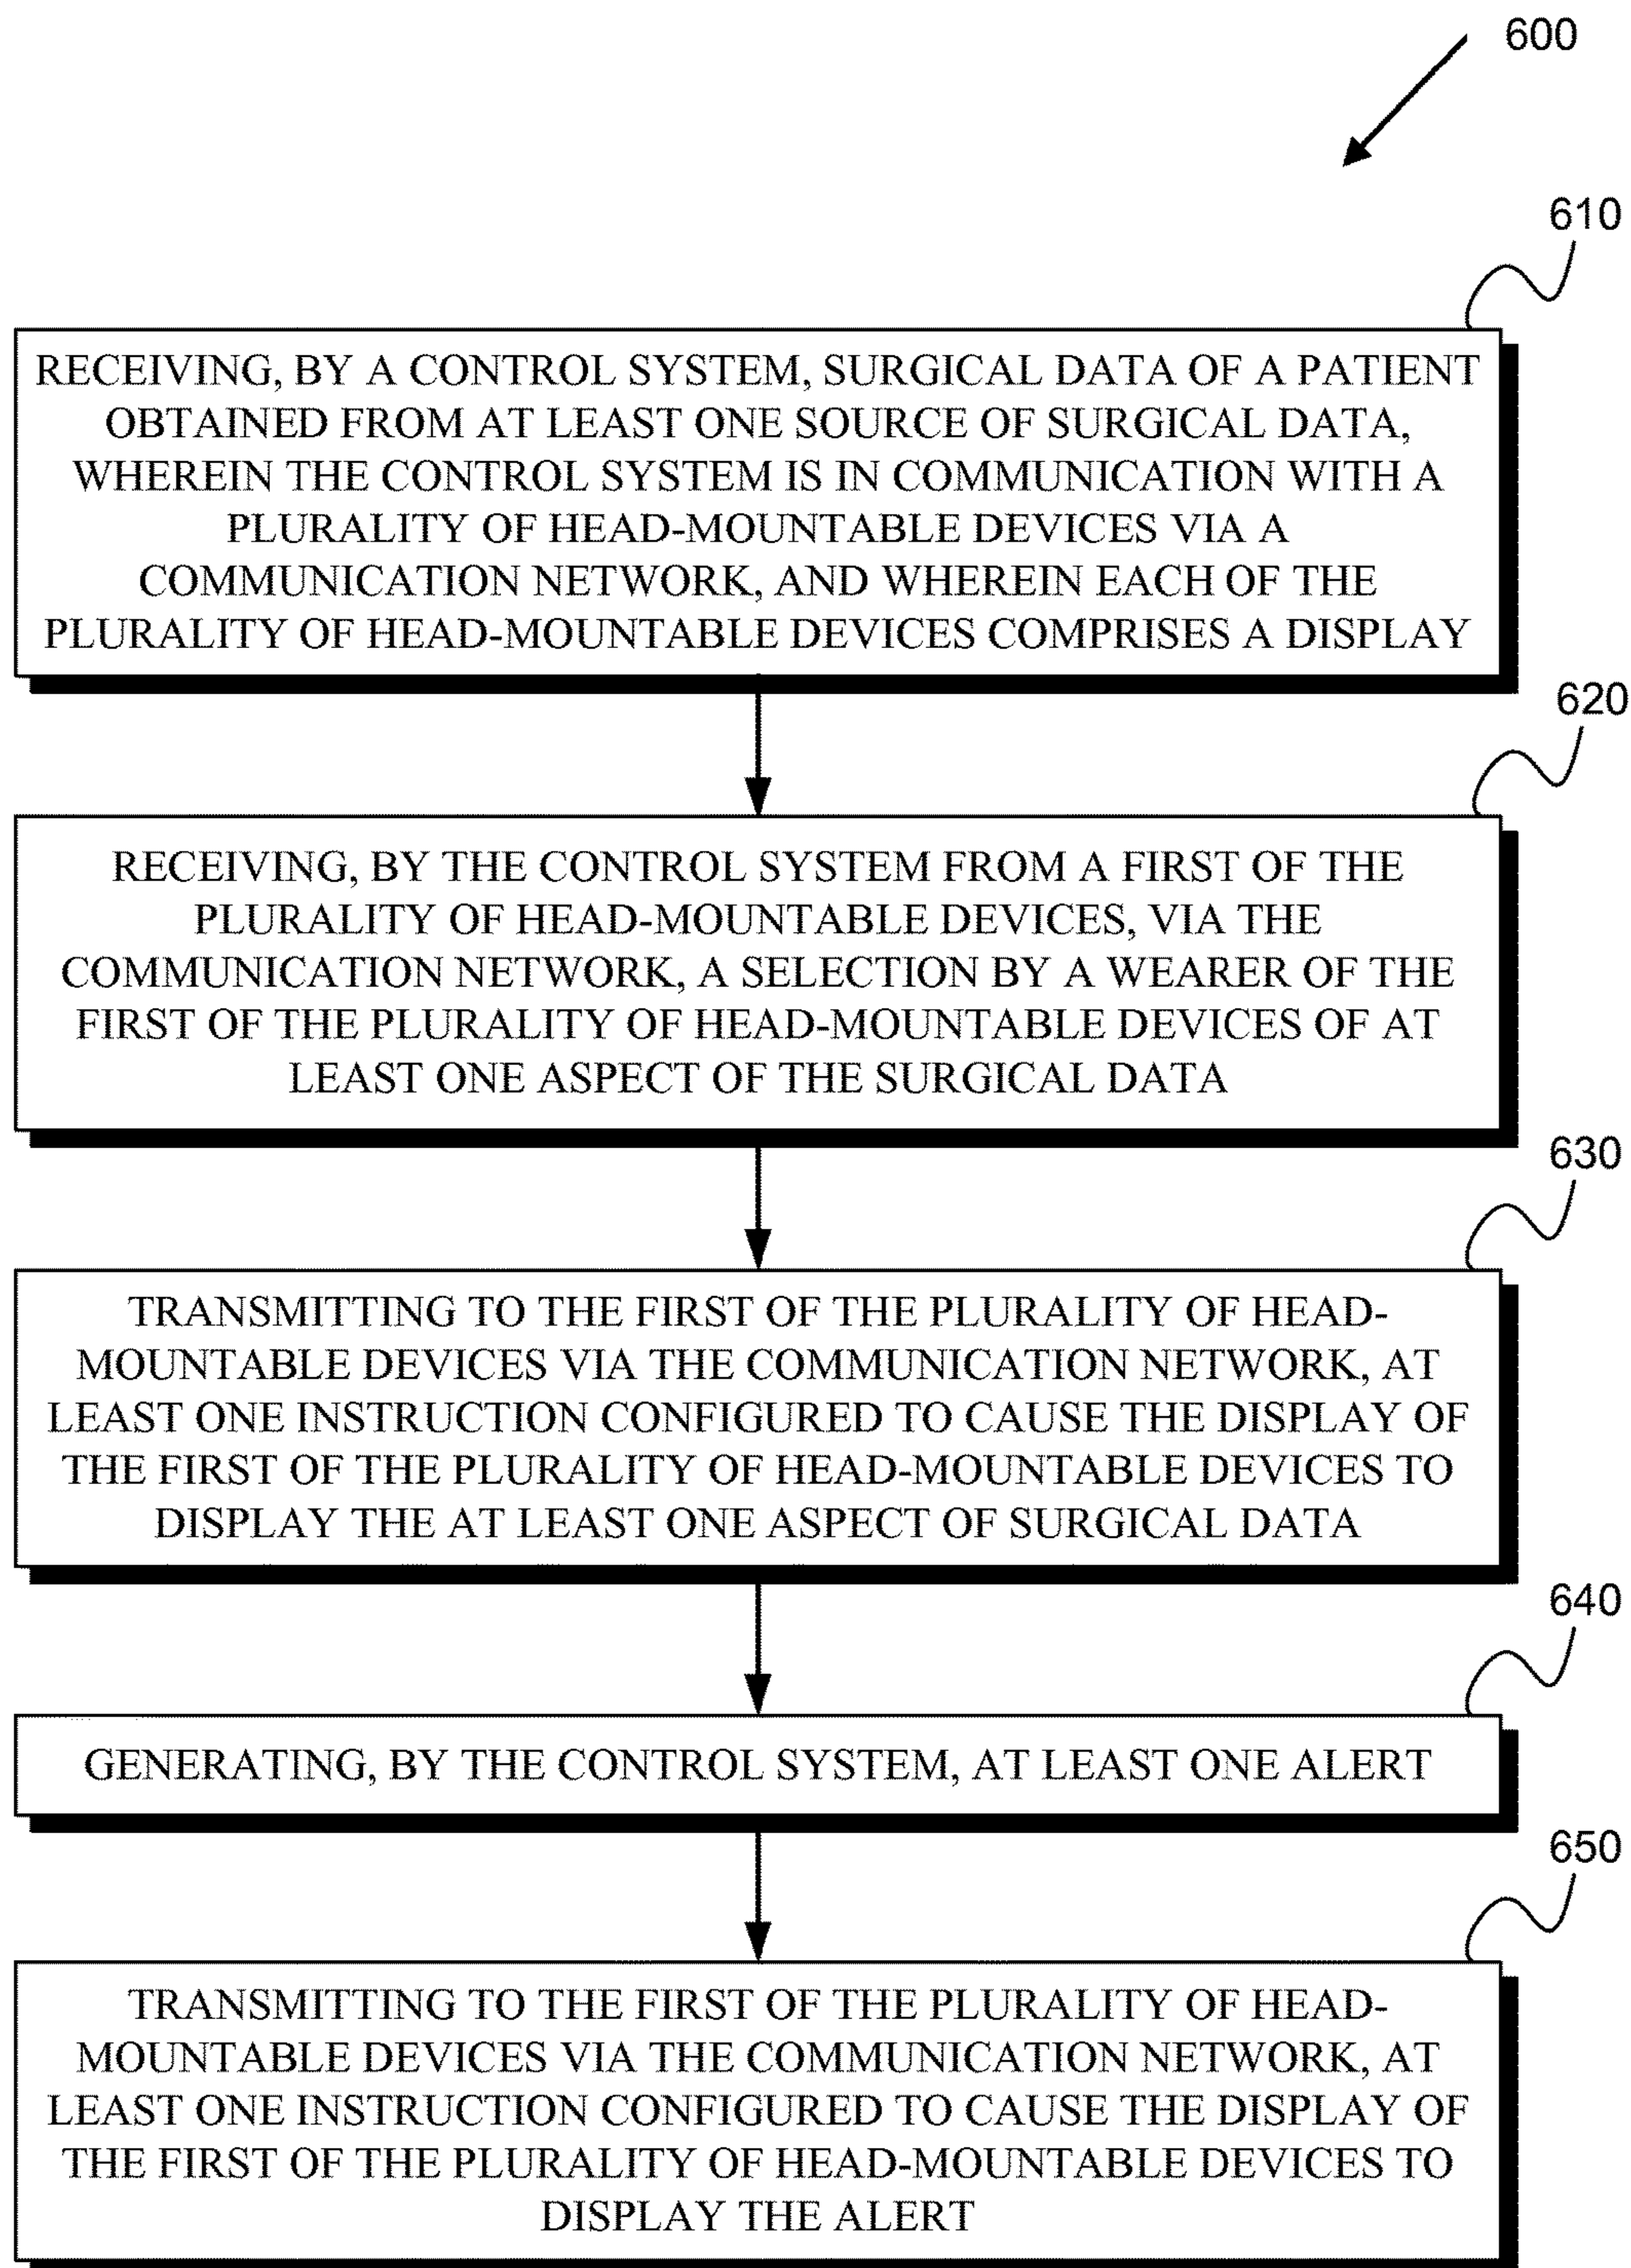 600
610
RECEIVING, BY A CONTROL SYSTEM, SURGICAL DATA OF A PATIENT
OBTAINED FROM AT LEAST ONE SOURCE OF SURGICAL DATA,
WHEREIN THE CONTROL SYSTEM IS IN COMMUNICATION WITH A
PLURALITY OF HEAD-MOUNTABLE DEVICES VIA A
COMMUNICATION NETWORK, AND WHEREIN EACH OF THE
PLURALITY OF HEAD-MOUNTABLE DEVICES COMPRISES A DISPLAY
620
RECEIVING, BY THE CONTROL SYSTEM FROM A FIRST OF THE
PLURALITY OF HEAD-MOUNTABLE DEVICES, VIA THE
COMMUNICATION NETWORK, A SELECTION BY A WEARER OF THE
FIRST OF THE PLURALITY OF HEAD-MOUNTABLE DEVICES OF AT
LEAST ONE ASPECT OF THE SURGICAL DATA
630
TRANSMITTING TO THE FIRST OF THE PLURALITY OF HEAD-
MOUNTABLE DEVICES VIA THE COMMUNICATION NETWORK, AT
LEAST ONE INSTRUCTION CONFIGURED TO CAUSE THE DISPLAY OF
THE FIRST OF THE PLURALITY OF HEAD-MOUNTABLE DEVICES TO
DISPLAY THE AT LEAST ONE ASPECT OF SURGICAL DATA
640
GENERATING, BY THE CONTROL SYSTEM, AT LEAST ONE ALERT
650
TRANSMITTING TO THE FIRST OF THE PLURALITY OF HEAD-
MOUNTABLE DEVICES VIA THE COMMUNICATION NETWORK, AT
LEAST ONE INSTRUCTION CONFIGURED TO CAUSE THE DISPLAY OF
THE FIRST OF THE PLURALITY OF HEAD-MOUNTABLE DEVICES TO
DISPLAY THE ALERT